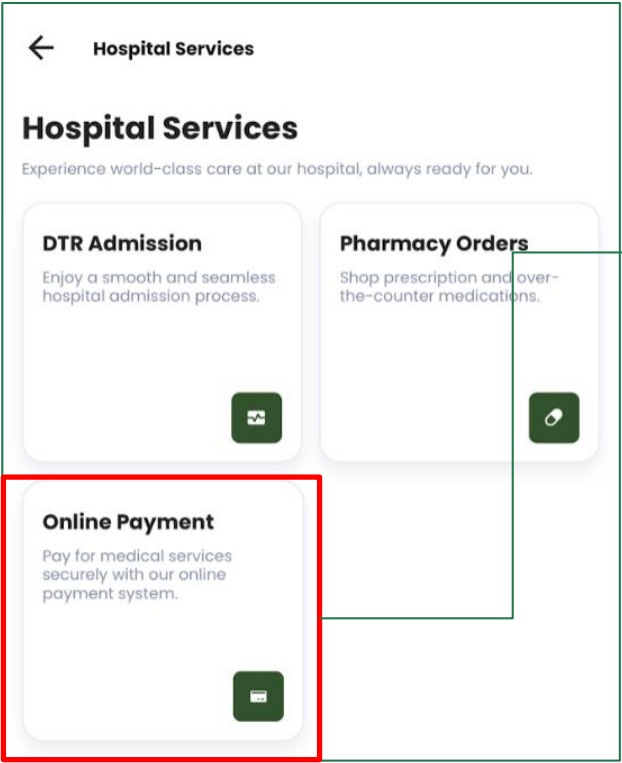 Hospital Services
Hospital Services
Experience world-class care at our hospital, always ready for you.
DTR Admission
Enjoy a smooth and seamless
hospital admission process.
Pharmacy Orders
Shop prescription and over-
the-counter medications.
Online Payment
Pay for medical services
securely with our online
payment system.